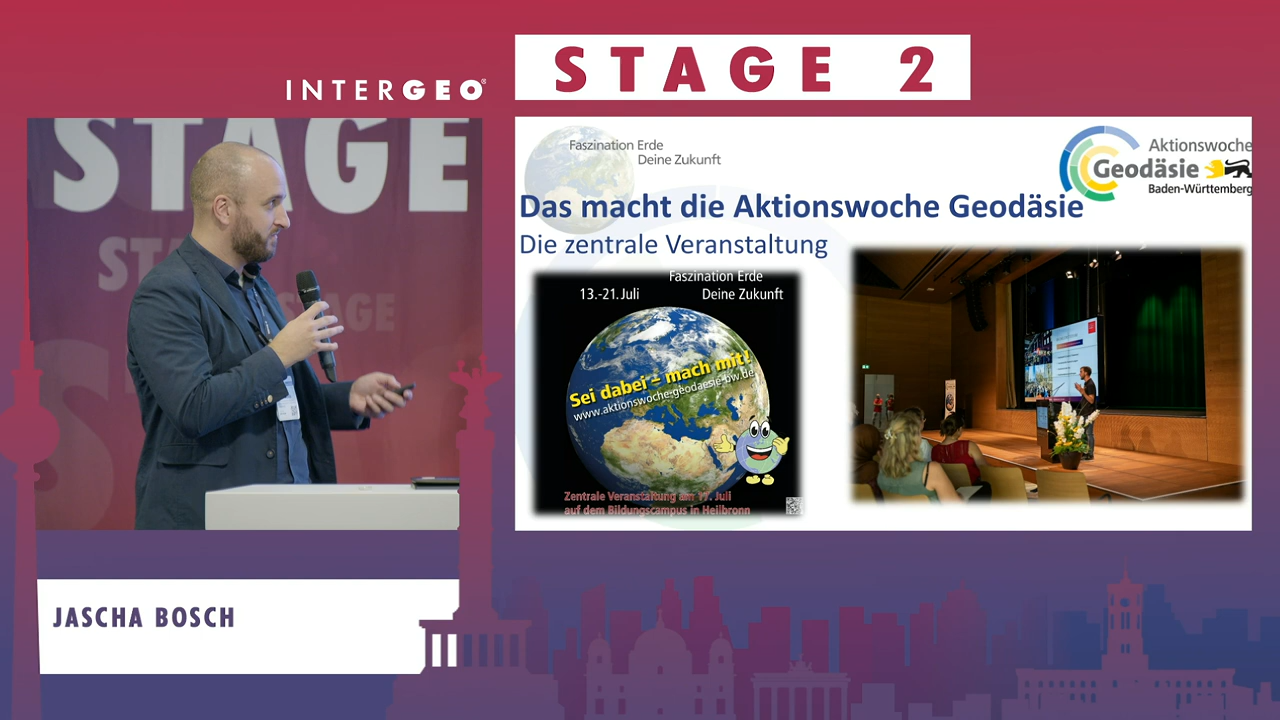 INTERGEO®
STAGE 2
STAGE
STAGE
STAGE
S
JASCHA BOSCH
Faszination Erde
Deine Zukunft
Aktionswoche
Geodäsie
Baden-Württemberg
Das macht die Aktionswoche Geodäsie
Die zentrale Veranstaltung
Faszination Erde
13.-21. Juli
Deine Zukunft
Sei dabei – mach mit!
www.aktionswoche-geodaesie-bw.de
Zentrale Veranstaltung am 17. Juli
auf dem Bildungscampus in Heilbronn